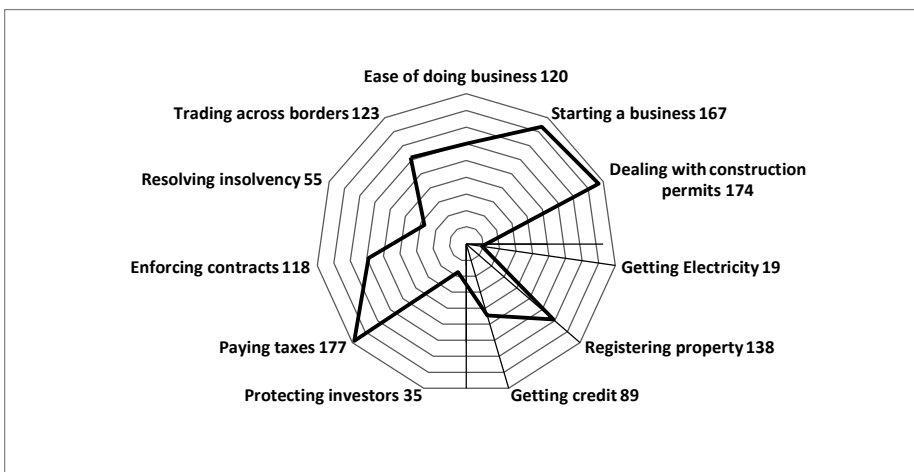 Ease of doing business 120
Starting a business 167
Dealing with construction
permits 174
Getting Electricity 19
Registering property 138
Getting credit 89
Protecting investors 35
Paying taxes 177
Enforcing contracts 118
Resolving insolvency 55
Trading across borders 123